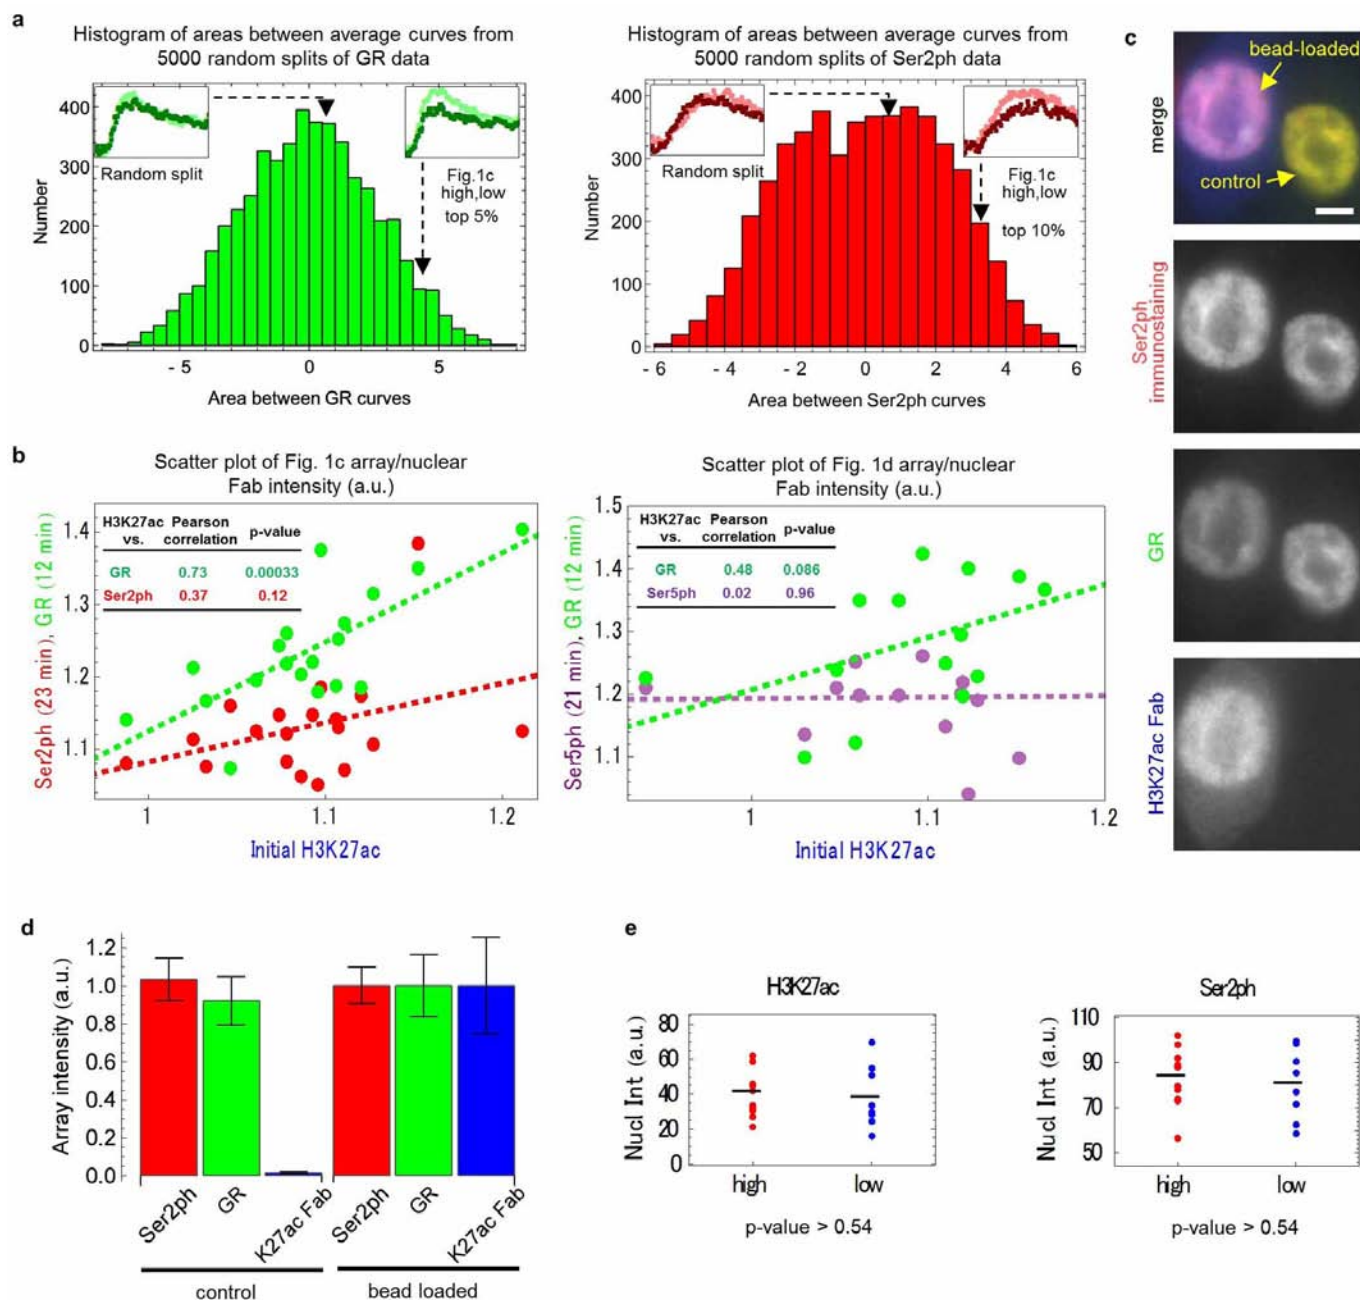 a
Histogram of areas between average curves from
5000 random splits of GR data
400
300
200
100
0
Number
Random split
Fig.1c
high,low
top 5%
- 5
0
5
Area between GR curves
Histogram of areas between average curves from
5000 random splits of Ser2ph data
400
300
200
100
0
Number
Random split
Fig.1c
high,low
top 10%
- 6
- 4
- 2
0
2
4
6
Area between Ser2ph curves
c
bead-loaded
control
merge
Ser2ph
immunostaining
GR
H3K27ac Fab
b
Scatter plot of Fig. 1c array/nuclear
Fab intensity (a.u.)
Ser2ph (23 min), GR (12 min)
1.4
1.3
1.2
1.1
H3K27ac Pearson p-value
vs. correlation
GR 0.73 0.00033
Ser2ph 0.37 0.12
1
1.1
1.2
Initial H3K27ac
Scatter plot of Fig. 1d array/nuclear
Fab intensity (a.u.)
Ser5ph (21 min), GR (12 min)
1.5
1.4
1.3
1.2
1.1
H3K27ac Pearson p-value
vs. correlation
GR 0.48 0.086
Ser5ph 0.02 0.96
1
1.1
1.2
Initial H3K27ac
d
Array intensity (a.u.)
1.2
1.0
0.8
0.6
0.4
0.2
0.0
Ser2ph
GR
K27ac Fab
Ser2ph
GR
K27ac Fab
control
bead loaded
e
H3K27ac
Nucl Int (a.u.)
80
60
40
20
0
high
low
p-value > 0.54
Ser2ph
Nucl Int (a.u.)
110
90
70
50
high
low
p-value > 0.54